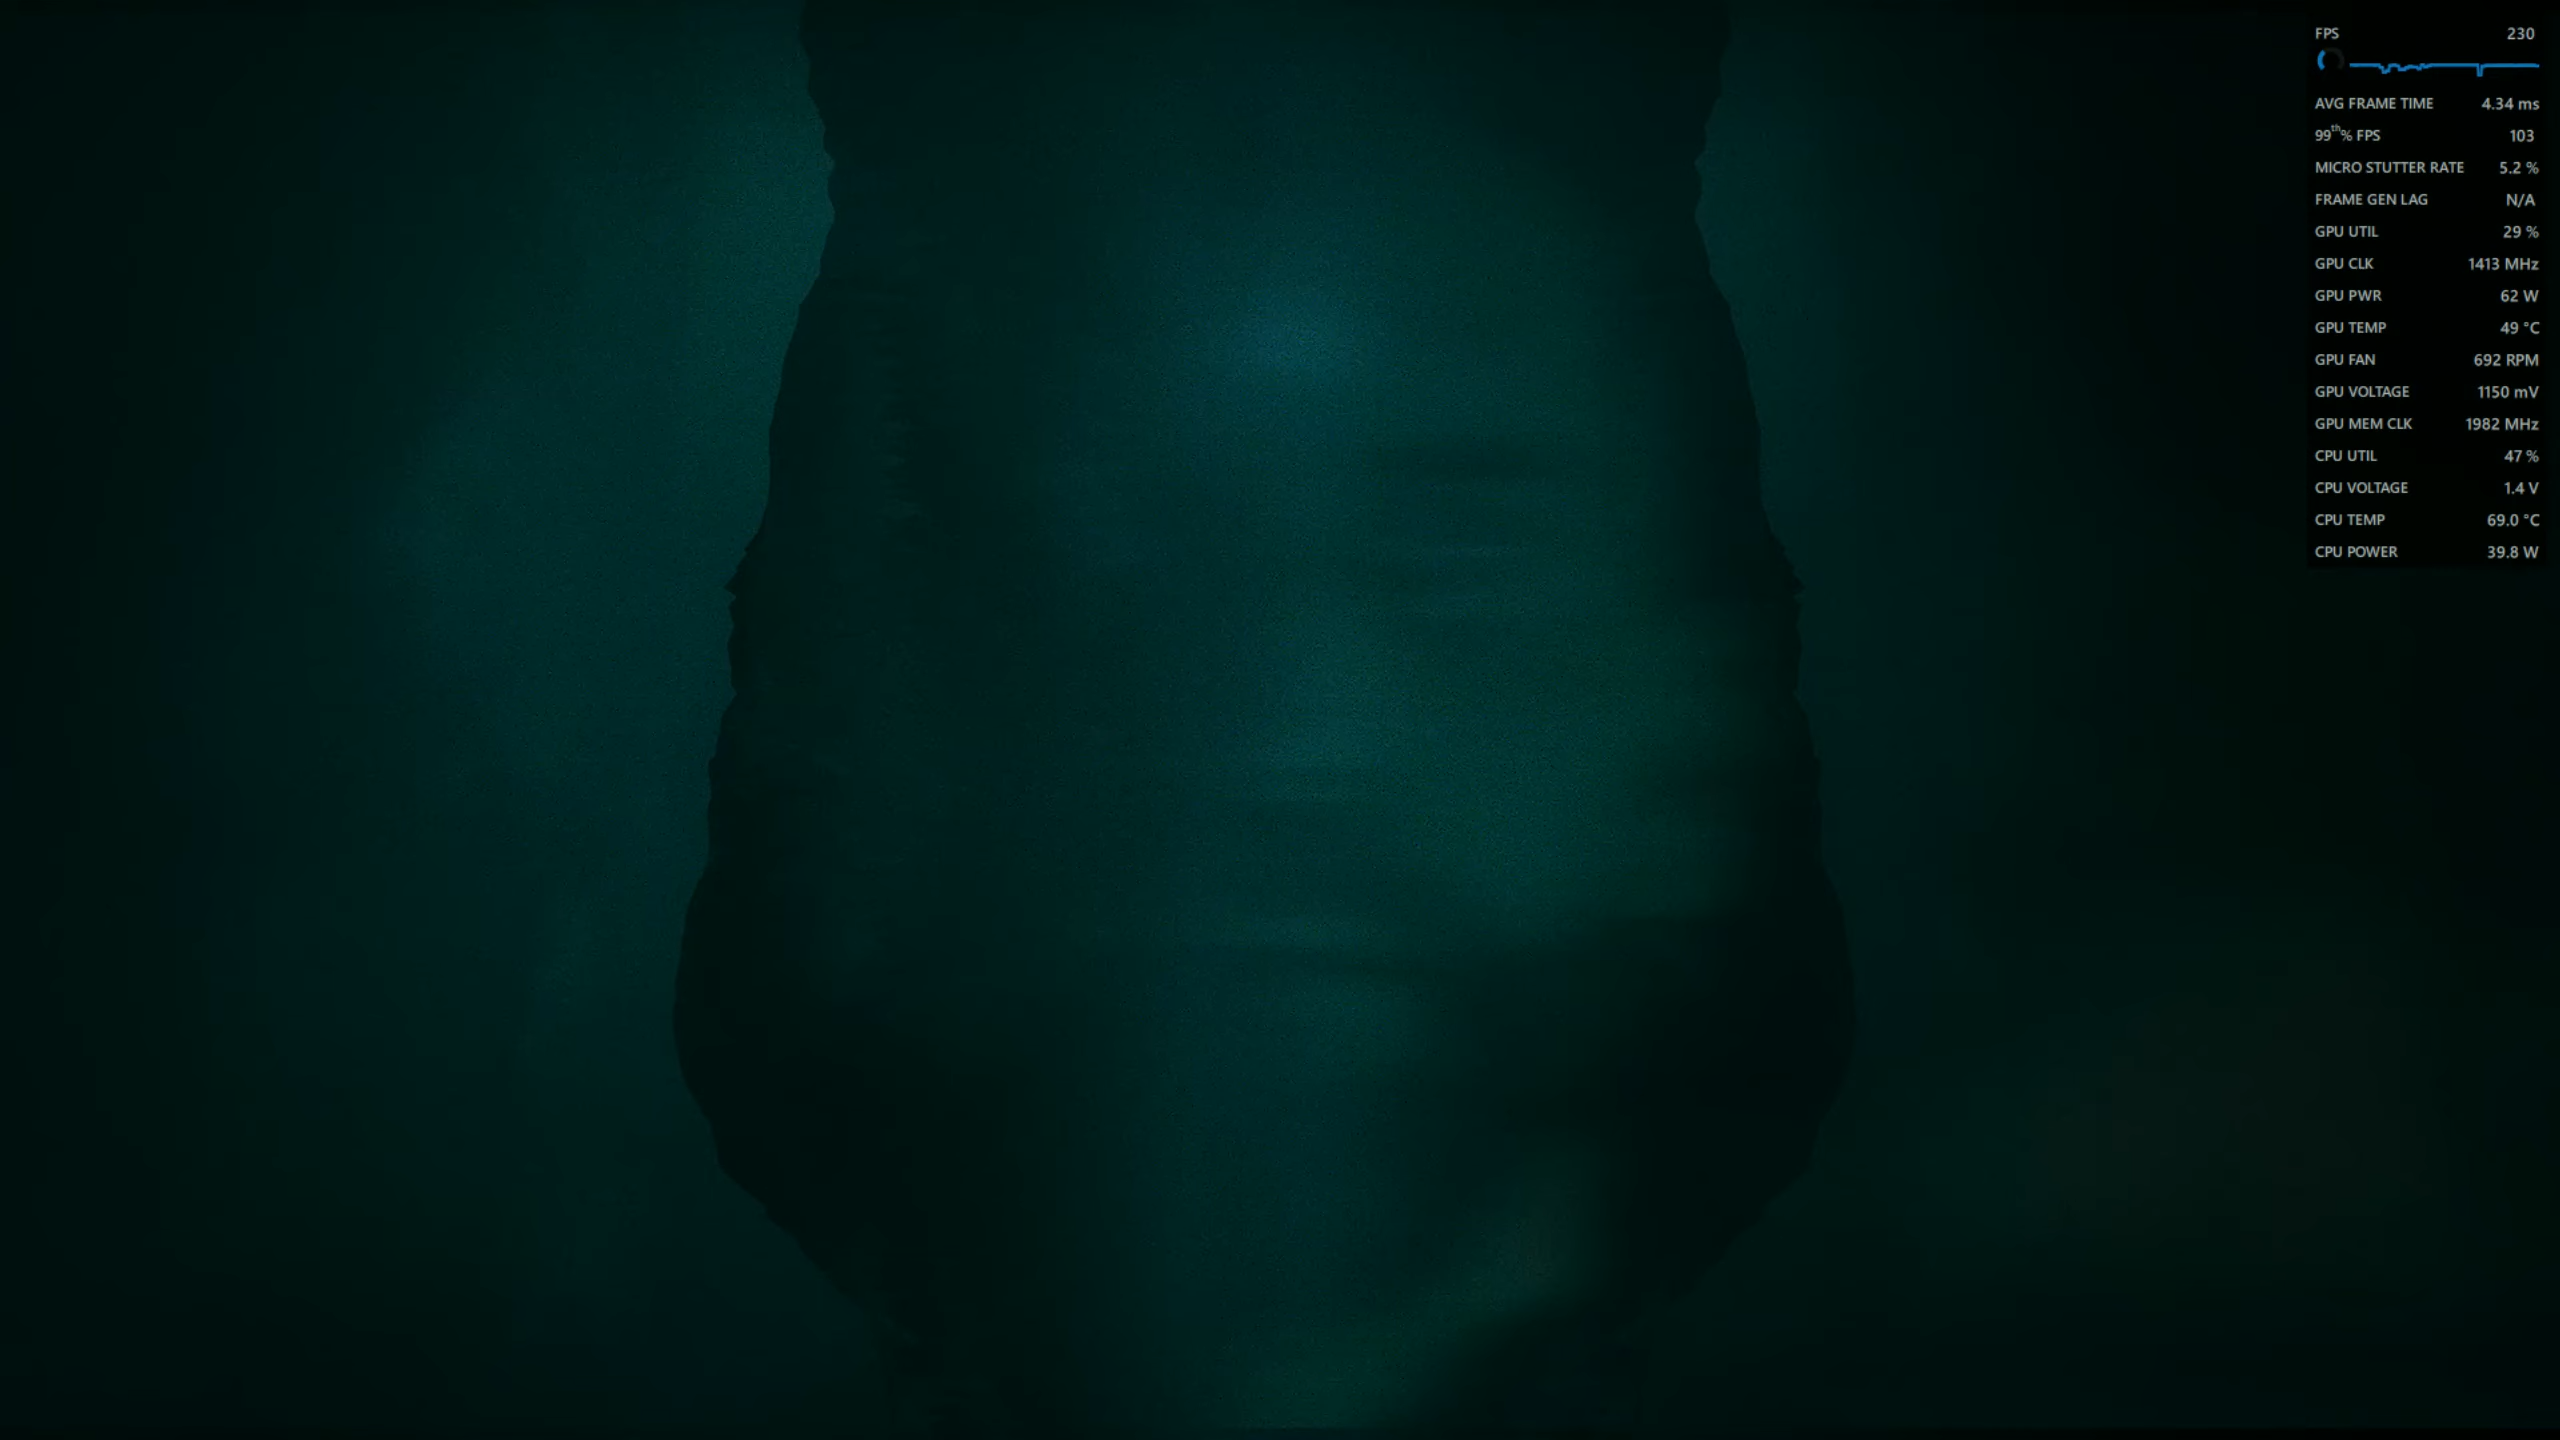 FPS 230
AVG FRAME TIME 4.34 ms
99th% FPS 103
MICRO STUTTER RATE 5.2 %
FRAME GEN LAG N/A
GPU UTIL 29 %
GPU CLK 1413 MHz
GPU PWR 62 W
GPU TEMP 49 °C
GPU FAN 692 RPM
GPU VOLTAGE 1150 mV
GPU MEM CLK 1982 MHz
CPU UTIL 47 %
CPU VOLTAGE 1.4 V
CPU TEMP 69.0 °C
CPU POWER 39.8 W